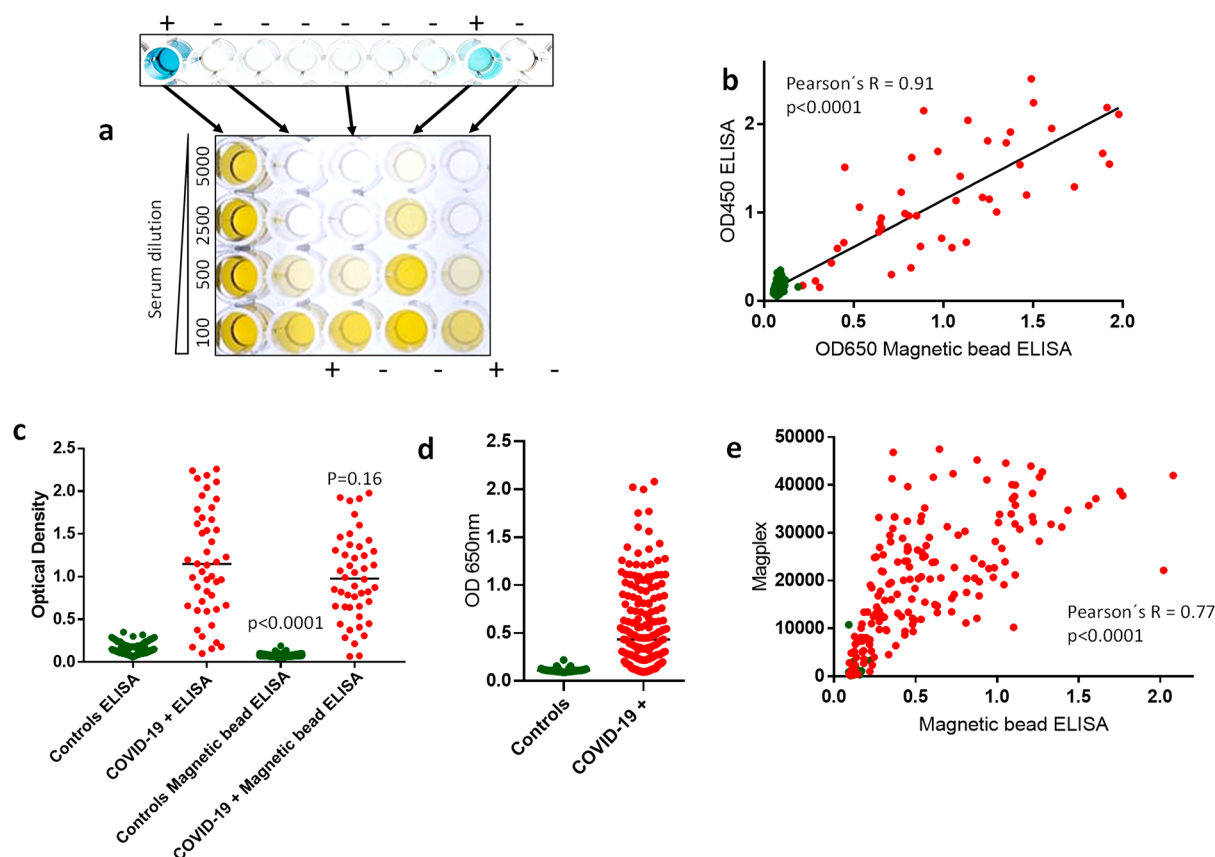 + - - - - - + -
a
Serum dilution
5000
2500
500
100
+ - - + -
b
Pearson´s R = 0.91
p<0.0001
OD450 ELISA
2
1
0
0.0 0.5 1.0 1.5 2.0
OD650 Magnetic bead ELISA
c
Optical Density
2.5
2.0
1.5
1.0
0.5
0.0
P=0.16
p<0.0001
Controls ELISA
COVID-19 + ELISA
Controls Magnetic bead ELISA
COVID-19 + Magnetic bead ELISA
d
OD 650nm
2.5
2.0
1.5
1.0
0.5
0.0
Controls
COVID-19 +
e
Magplex
50000
40000
30000
20000
10000
0
Pearson´s R = 0.77
p<0.0001
0.0 0.5 1.0 1.5 2.0
Magnetic bead ELISA